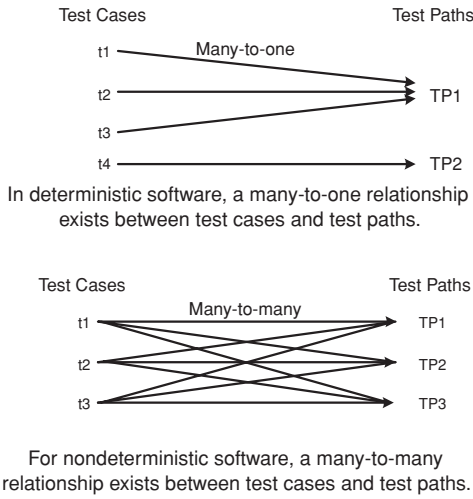 Test Cases Test Paths
t1 Many-to-one
t2 TP1
t3
t4 TP2
In deterministic software, a many-to-one relationship
exists between test cases and test paths.
Test Cases Test Paths
Many-to-many
t1 TP1
t2 TP2
t3 TP3
For nondeterministic software, a many-to-many
relationship exists between test cases and test paths.